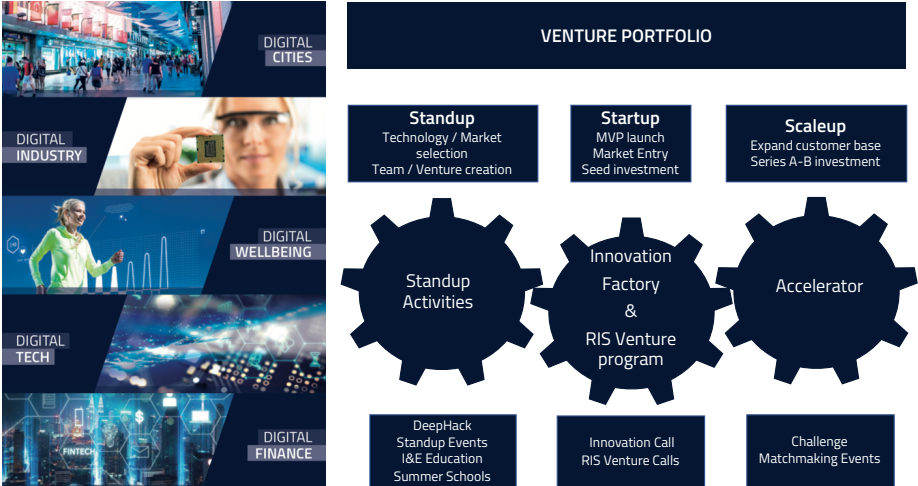 DIGITAL
CITIES
DIGITAL
INDUSTRY
DIGITAL
WELLBEING
DIGITAL
TECH
FINTECH
DIGITAL
FINANCE
VENTURE PORTFOLIO
Standup
Technology / Market
selection
Team / Venture creation
Startup
MVP launch
Market Entry
Seed investment
Scaleup
Expand customer base
Series A-B investment
Standup
Activities
Innovation
Factory
&
RIS Venture
program
Accelerator
DeepHack
Standup Events
I&E Education
Summer Schools
Innovation Call
RIS Venture Calls
Challenge
Matchmaking Events